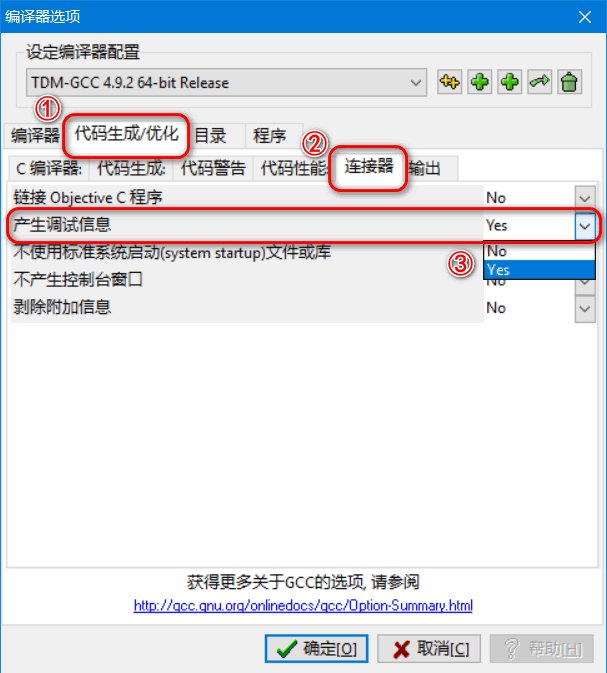 编译器选项
设定编译器配置
TDM-GCC 4.9.2 64-bit Release
①
编译器 代码生成/优化 目录 程序
②
C 编译器: 代码生成: 代码警告 代码性能: 连接器 输出
链接 Objective C 程序 No
产生调试信息 Yes
不使用标准系统启动(system startup)文件或库 No
③ Yes
不产生控制台窗口 No
剥除附加信息 No
获得更多关于GCC的选项, 请参阅
http://gcc.gnu.org/onlinedocs/gcc/Option-Summary.html
确定[O] 取消[C] 帮助[H]